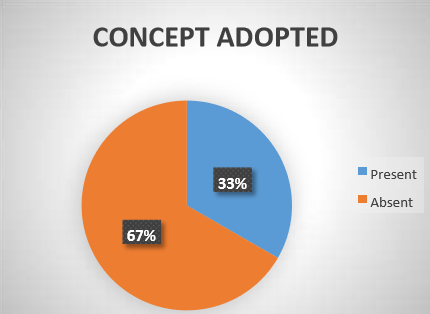 CONCEPT ADOPTED
33%
67%
Present
Absent